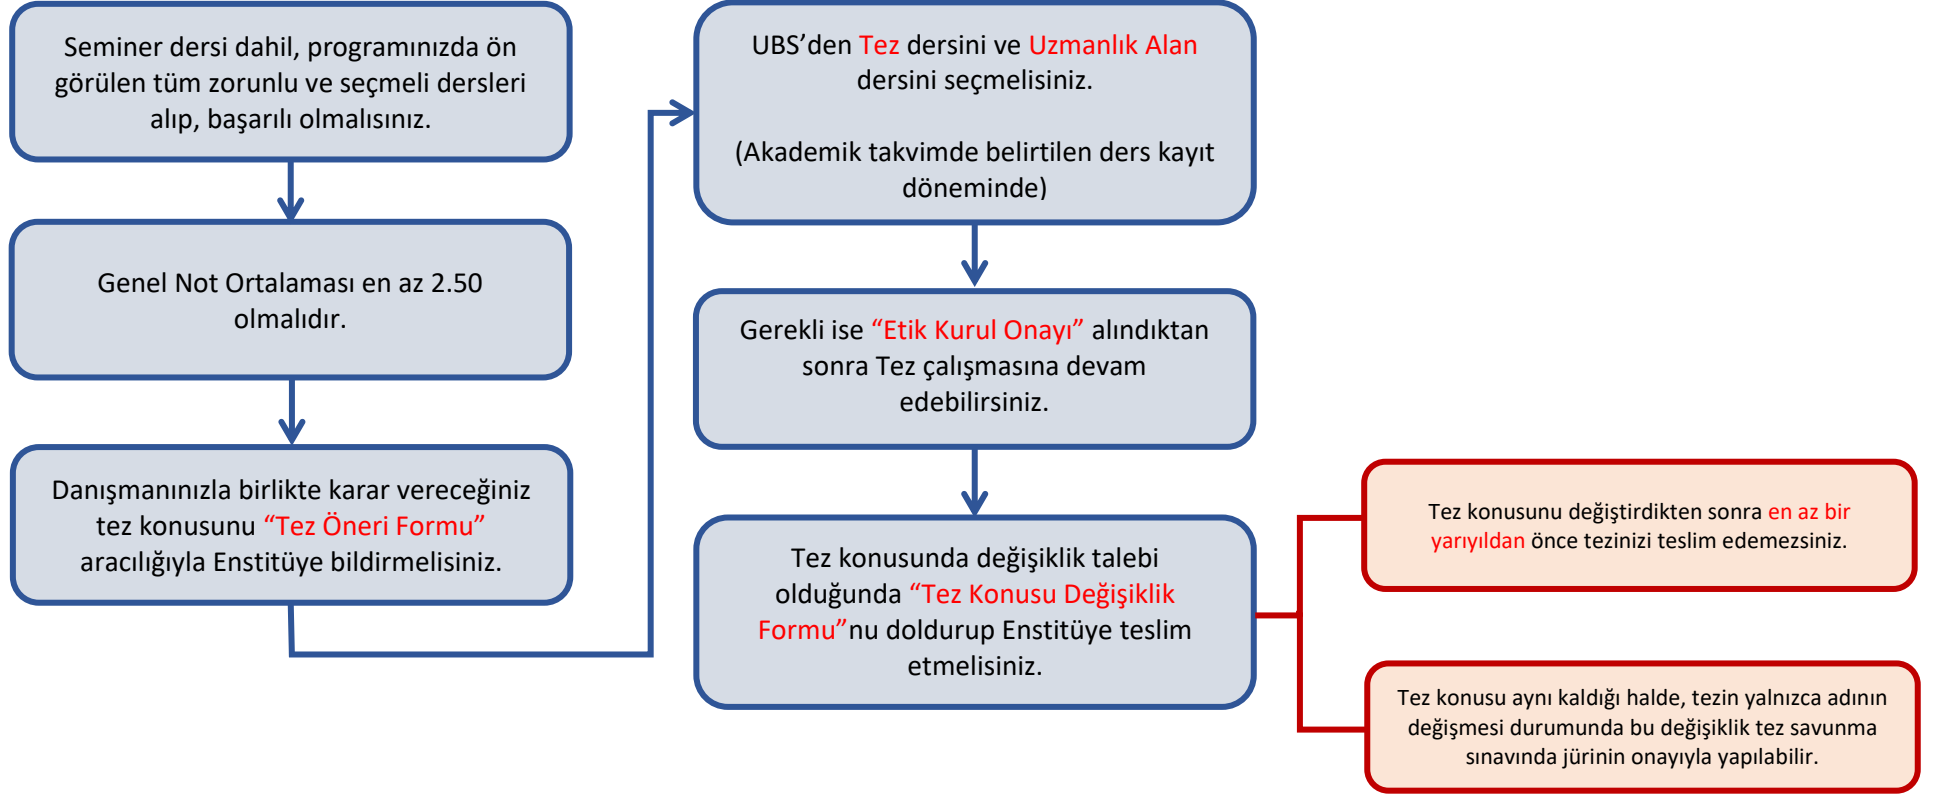 Seminer dersi dahil, programınızda ön
görülen tüm zorunlu ve seçmeli dersleri
alıp, başarılı olmalısınız.
Genel Not Ortalaması en az 2.50
olmalıdır.
Danışmanınızla birlikte karar vereceğiniz
tez konusunu “Tez Öneri Formu”
aracılığıyla Enstitüye bildirmelisiniz.
UBS’den Tez dersini ve Uzmanlık Alan
dersini seçmelisiniz.
(Akademik takvimde belirtilen ders kayıt
döneminde)
Gerekli ise “Etik Kurul Onayı” alındıktan
sonra Tez çalışmasına devam
edebilirsiniz.
Tez konusunda değişiklik talebi
olduğunda “Tez Konusu Değişiklik
Formu”nu doldurup Enstitüye teslim
etmelisiniz.
Tez konusunu değiştirdikten sonra en az bir
yarıyıldan önce tezinizi teslim edemezsiniz.
Tez konusu aynı kaldığı halde, tezin yalnızca adının
değişmesi durumunda bu değişiklik tez savunma
sınavında jürinin onayıyla yapılabilir.